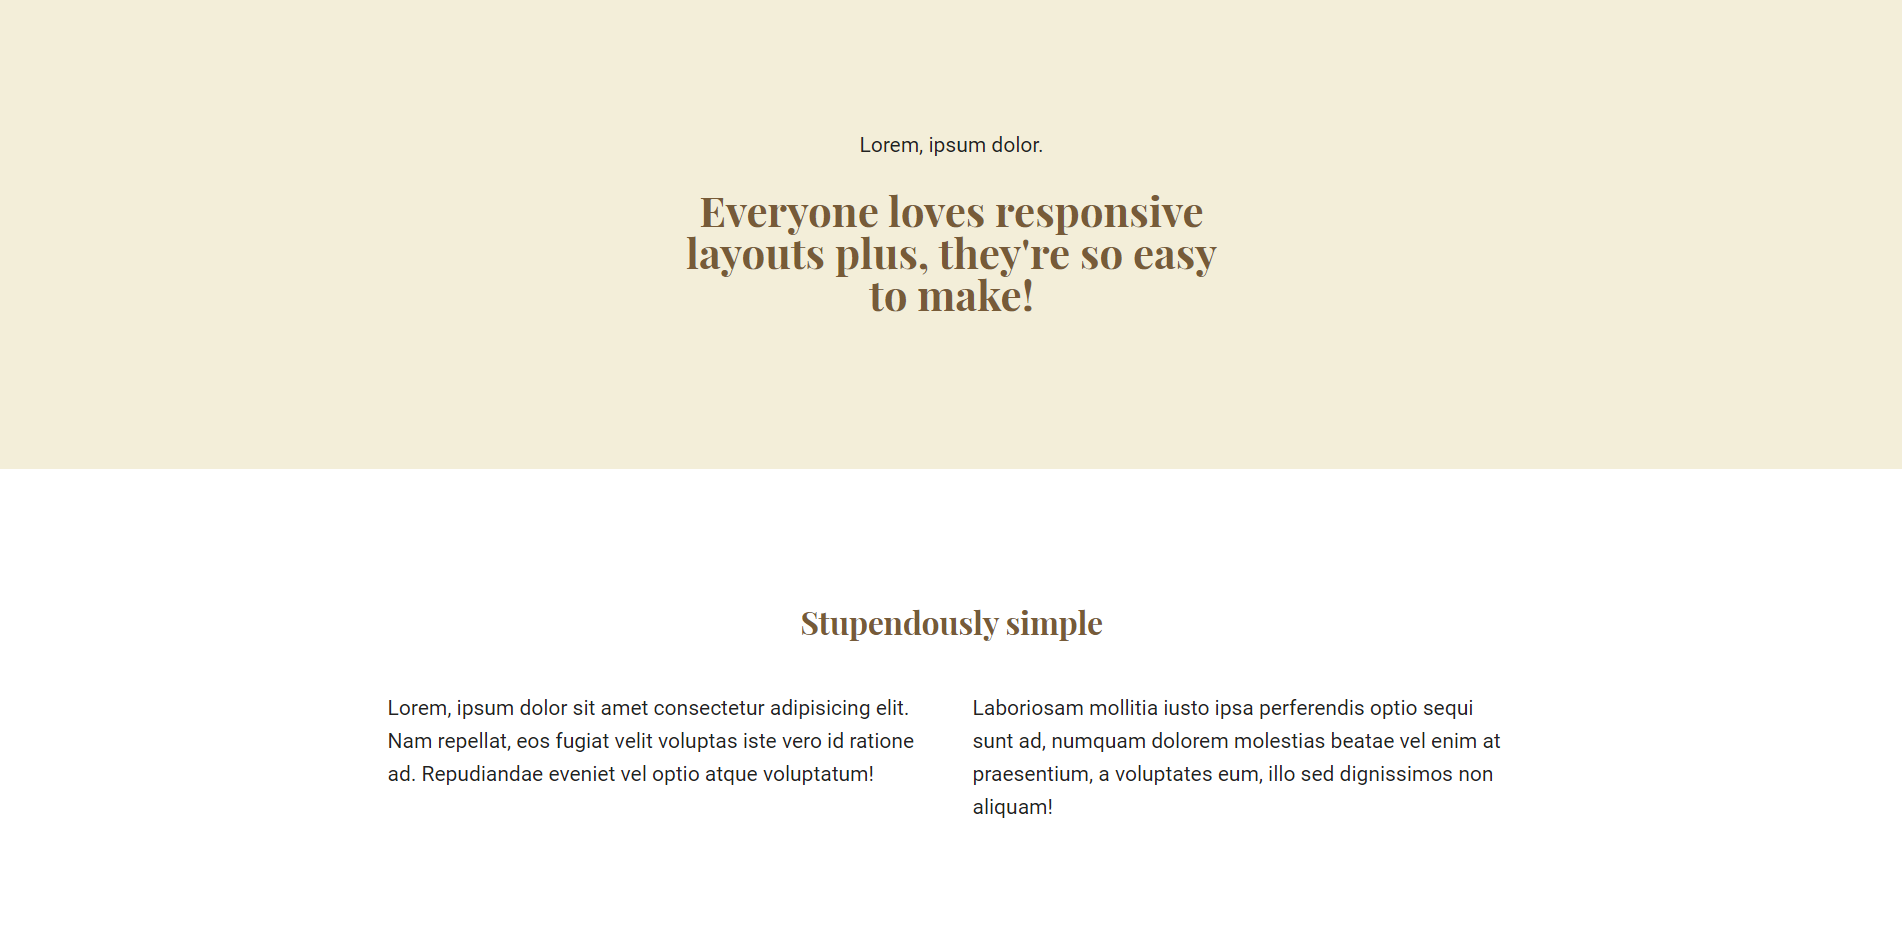 Lorem, ipsum dolor.
Everyone loves responsive
layouts plus, they're so easy
to make!
Stupendously simple
Lorem, ipsum dolor sit amet consectetur adipisicing elit.
Nam repellat, eos fugiat velit voluptas iste vero id ratione
ad. Repudiandae eveniet vel optio atque voluptatum!
Laboriosam mollitia iusto ipsa perferendis optio sequi
sunt ad, numquam dolorem molestias beatae vel enim at
praesentium, a voluptates eum, illo sed dignissimos non
aliquam!